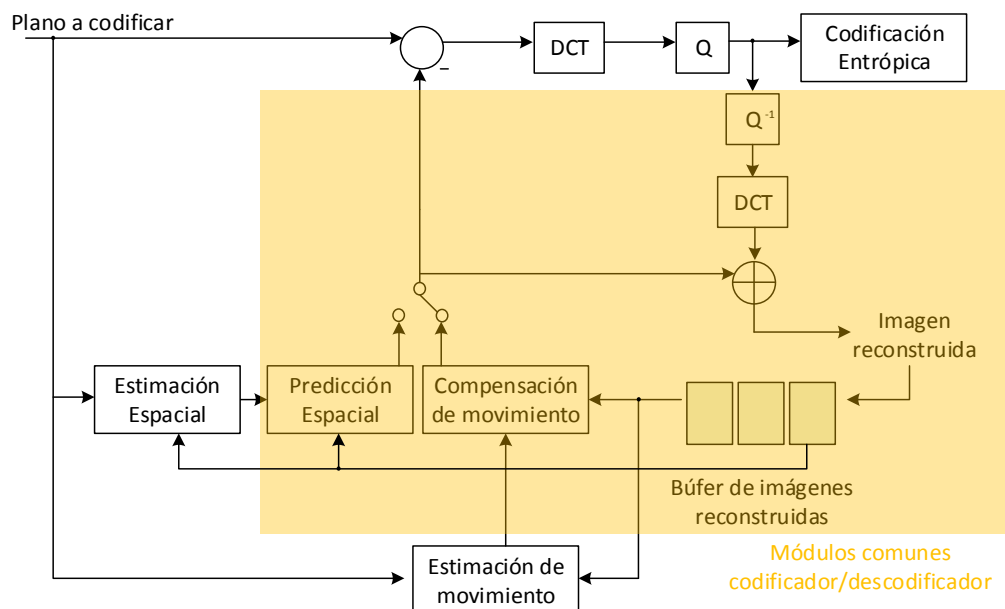 Plano a codificar
DCT
Q
Codificación
Entrópica
–
Q⁻¹
DCT
Imagen
reconstruida
Estimación
Espacial
Predicción
Espacial
Compensación
de movimiento
Búfer de imágenes
reconstruidas
Estimación de
movimiento
Módulos comunes
codificador/descodificador